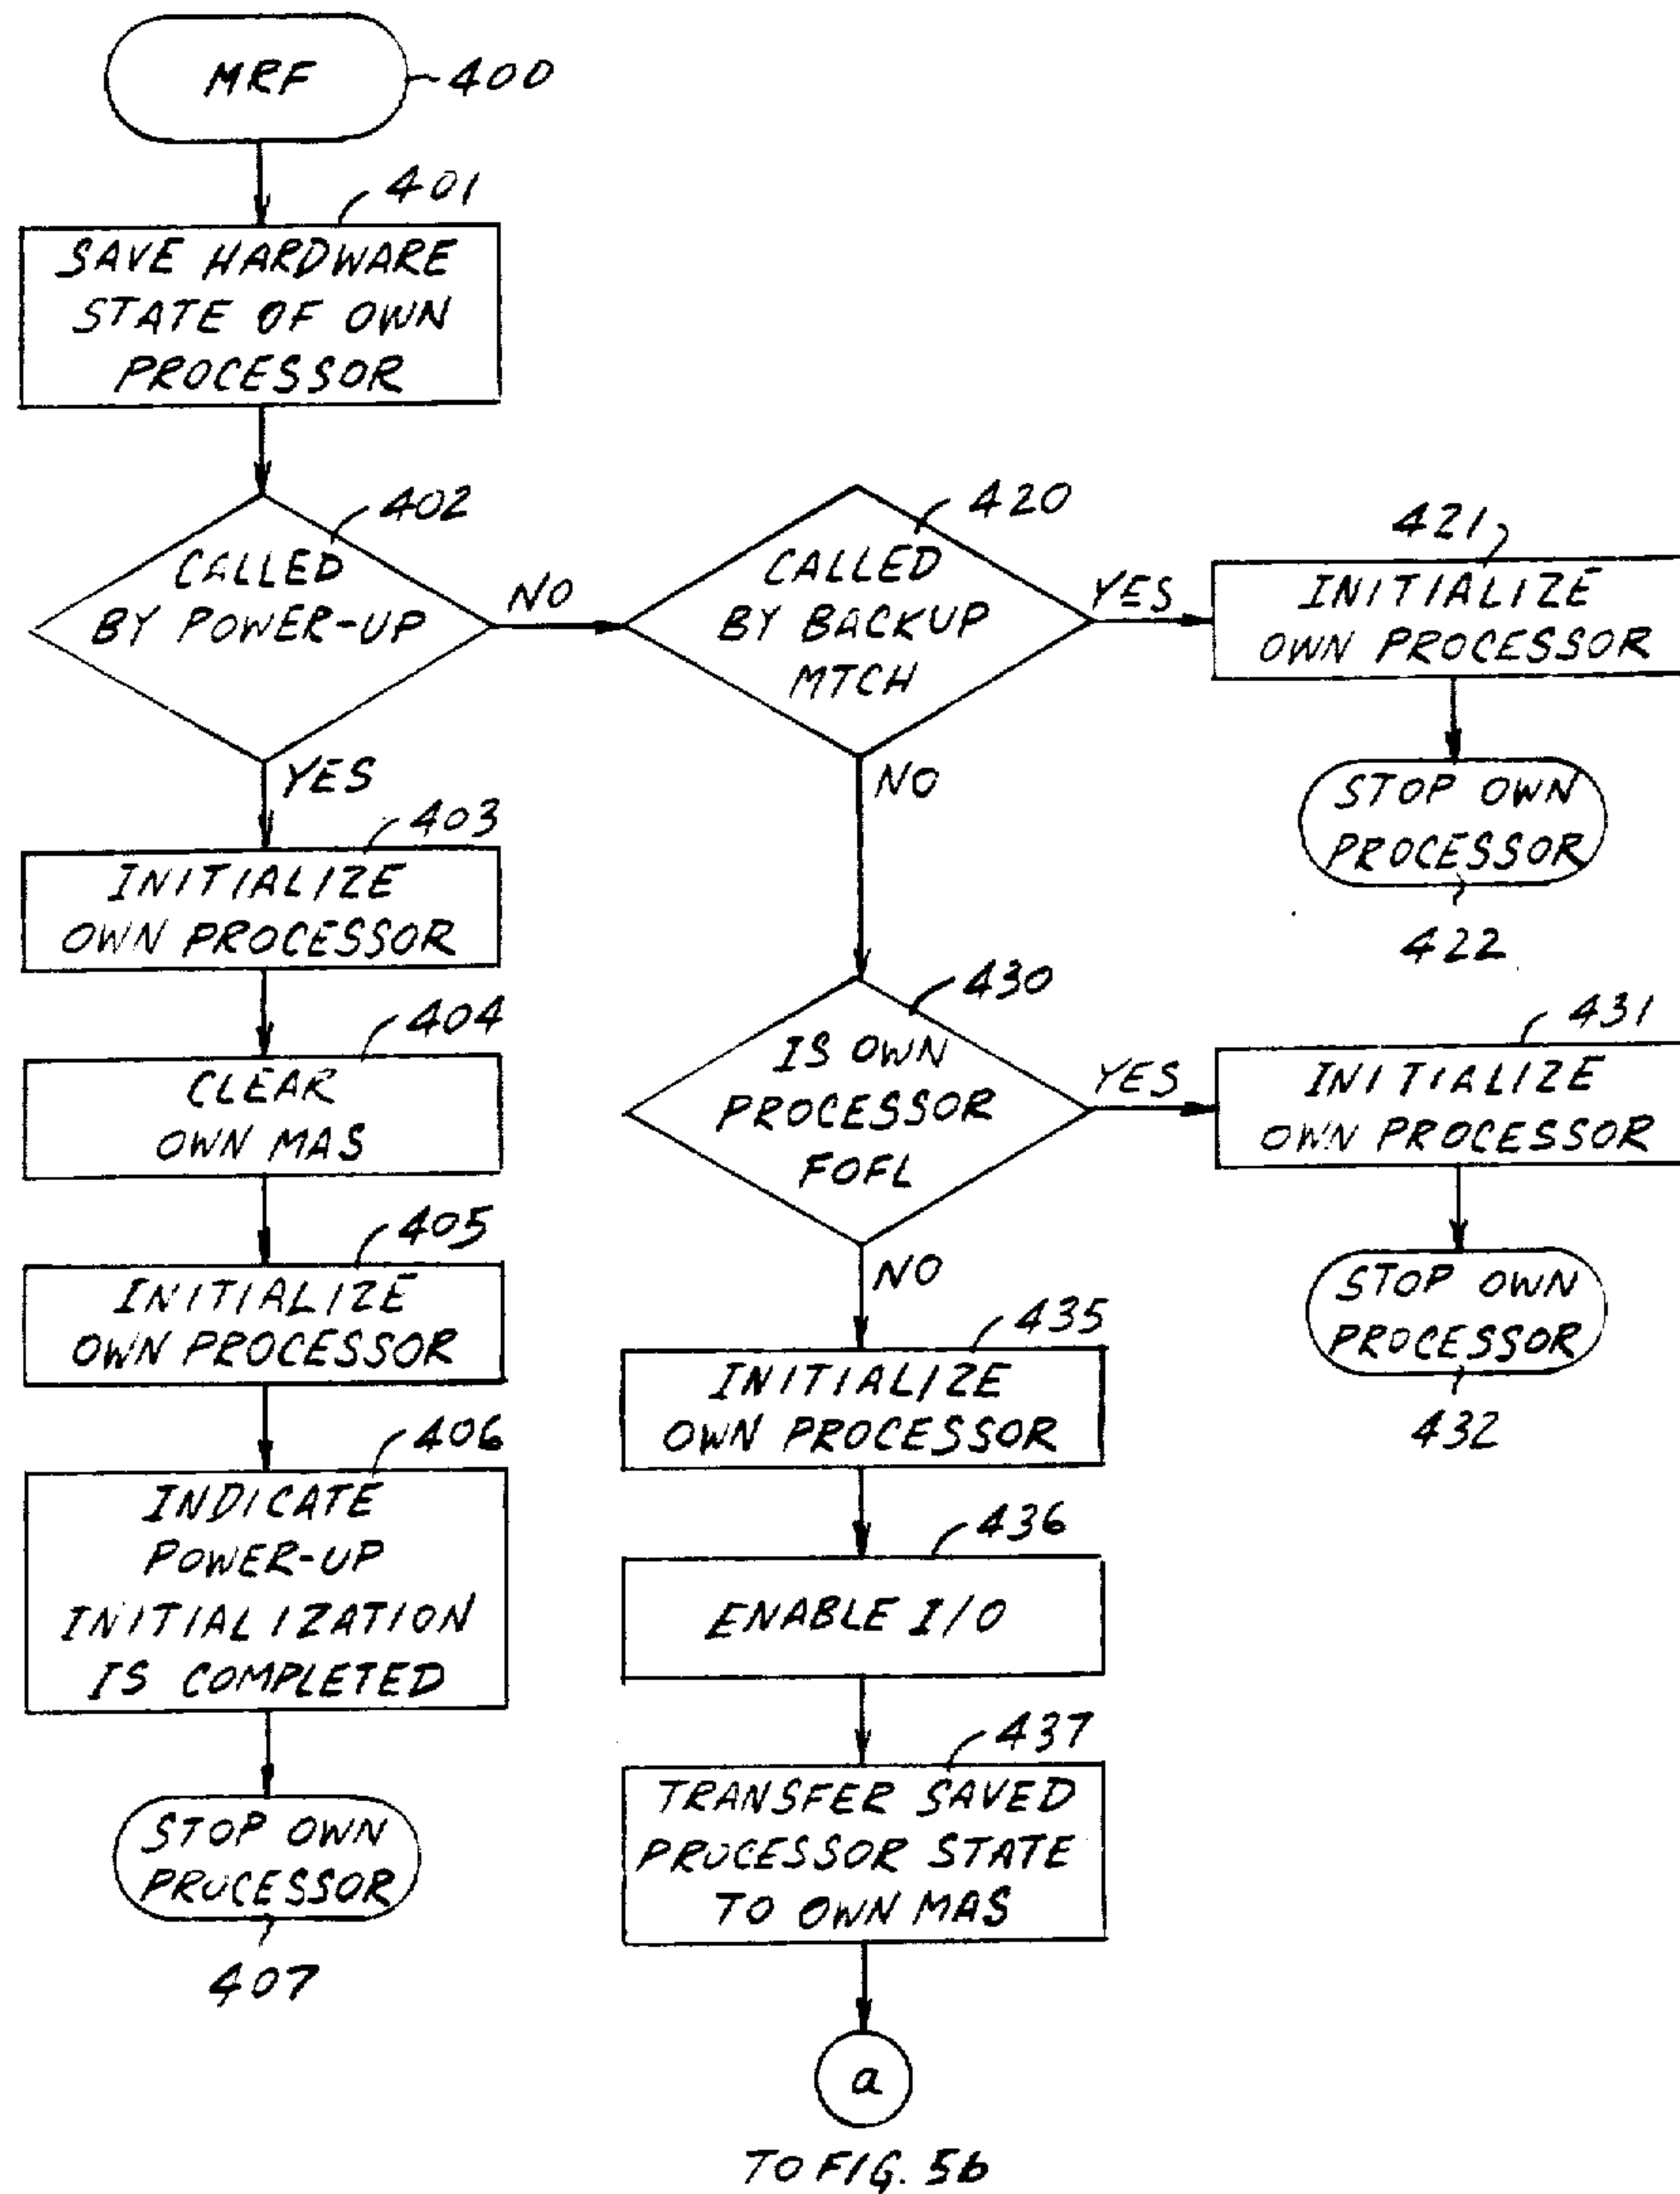 MRF
400
401
SAVE HARDWARE
STATE OF OWN
PROCESSOR
402
CALLED
BY POWER-UP
NO
YES
403
INITIALIZE
OWN PROCESSOR
404
CLEAR
OWN MAS
405
INITIALIZE
OWN PROCESSOR
406
INDICATE
POWER-UP
INITIALIZATION
IS COMPLETED
STOP OWN
PROCESSOR
407
420
CALLED
BY BACKUP
MTCH
YES
421
INITIALIZE
OWN PROCESSOR
STOP OWN
PROCESSOR
422
NO
430
IS OWN
PROCESSOR
FOFL
YES
431
INITIALIZE
OWN PROCESSOR
STOP OWN
PROCESSOR
432
NO
435
INITIALIZE
OWN PROCESSOR
436
ENABLE I/O
437
TRANSFER SAVED
PROCESSOR STATE
TO OWN MAS
a
TO FIG. 5b